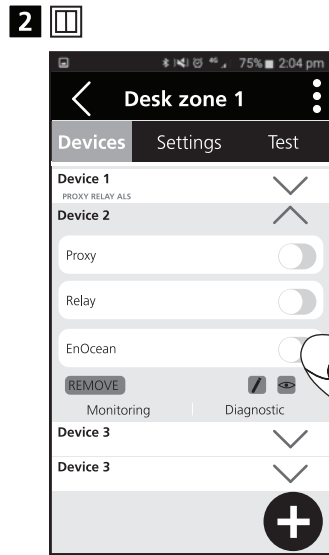 2
4G 75% 2:04 pm
Desk zone 1
Devices Settings Test
Device 1
PROXY RELAY ALS
Device 2
Proxy
Relay
EnOcean
REMOVE
Monitoring Diagnostic
Device 3
Device 3